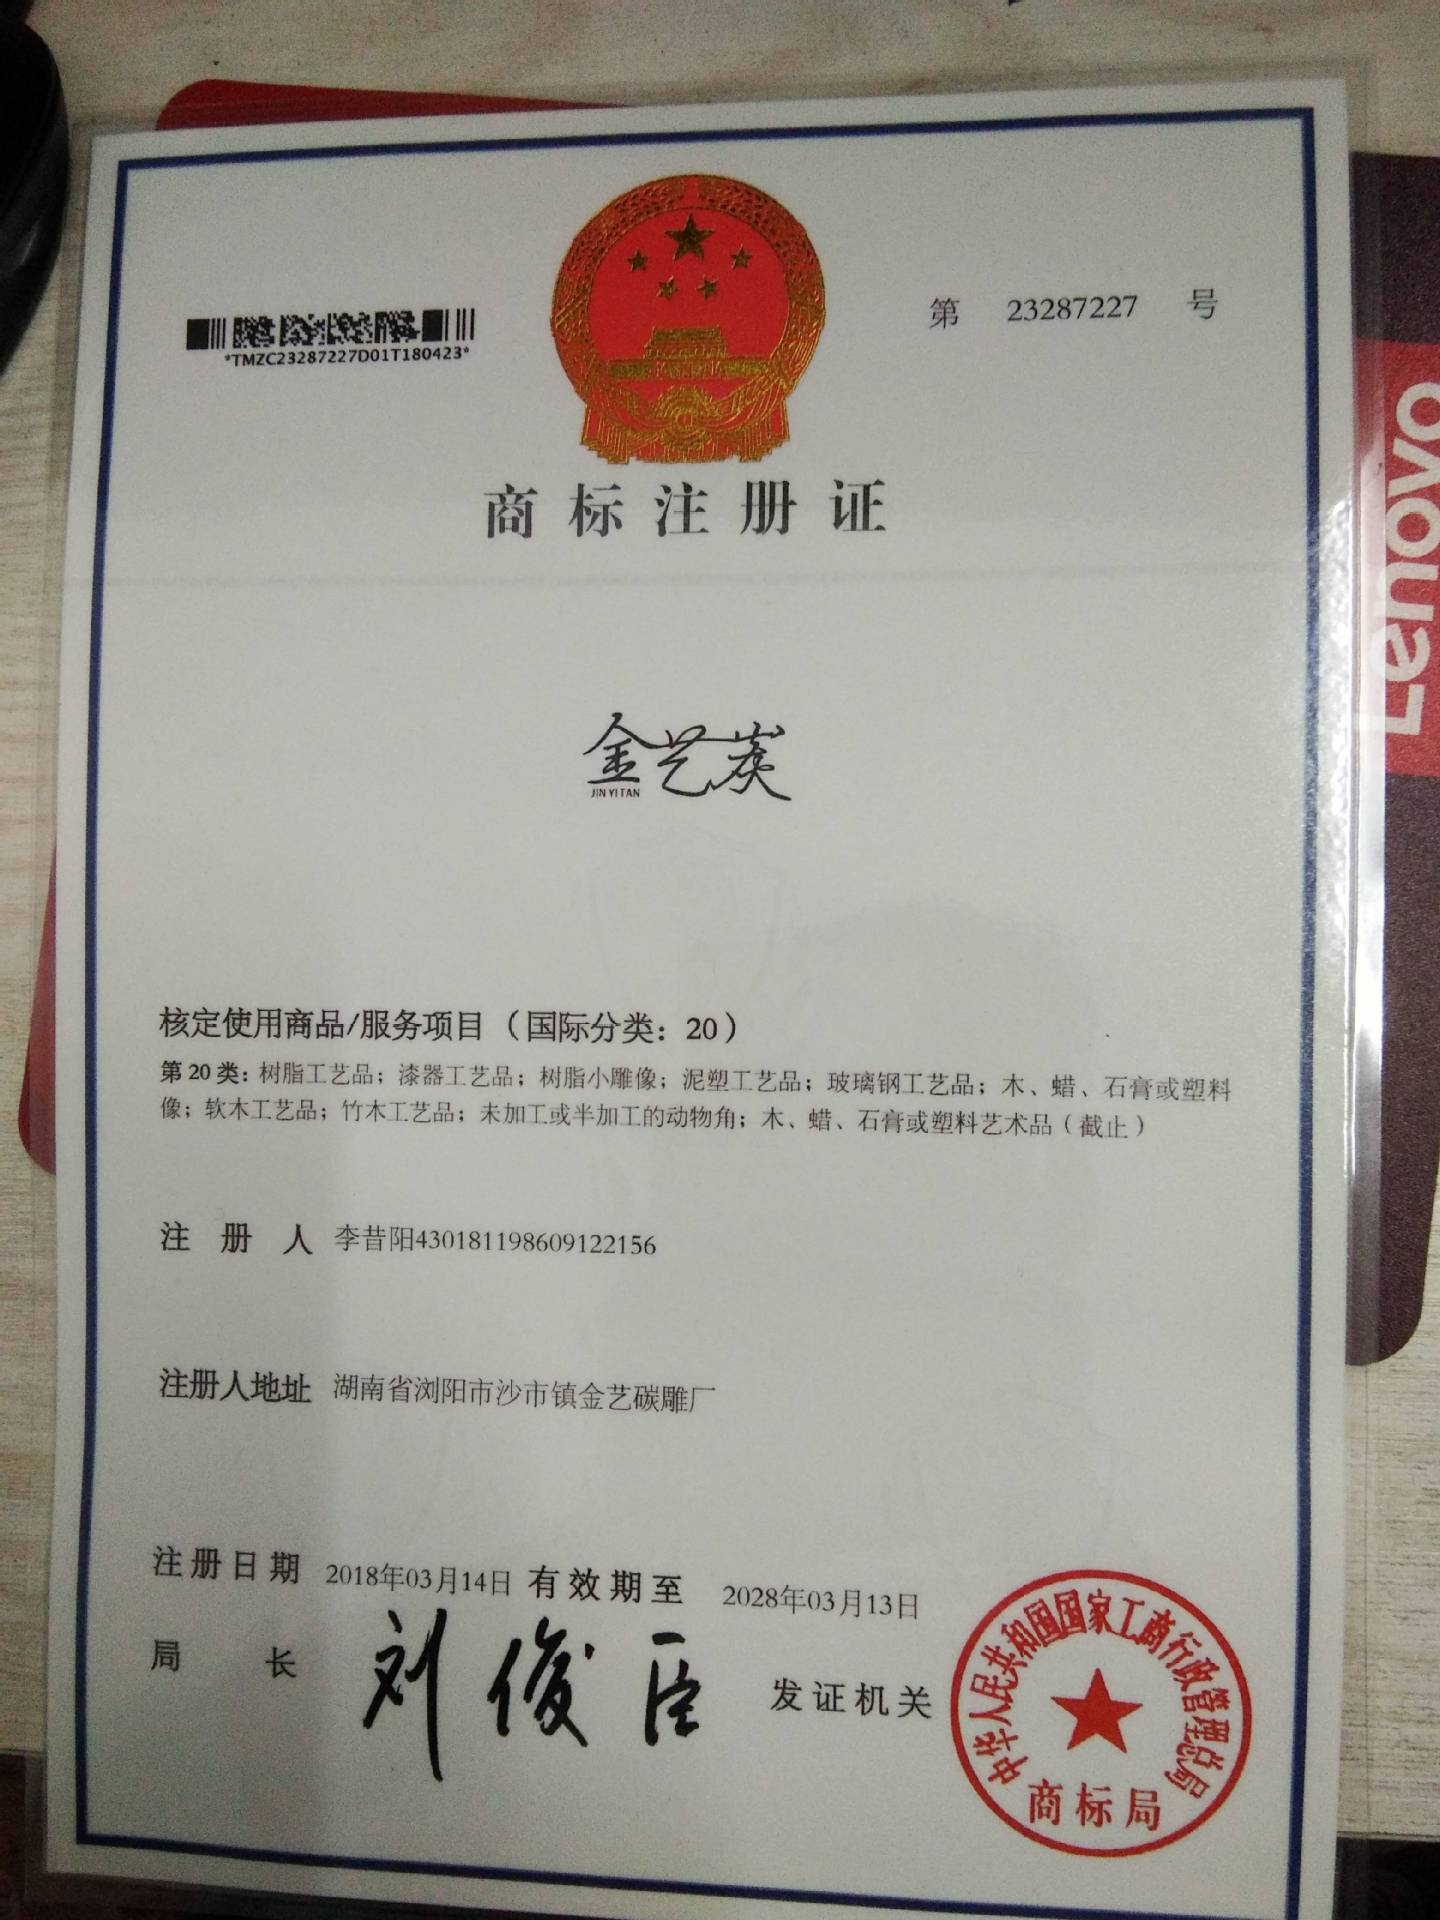 第 23287227 号
*TMZC23287227D01T180423*
商标注册证
金艺炭
JIN YI TAN
核定使用商品/服务项目（国际分类：20）
第20类：树脂工艺品；漆器工艺品；树脂小雕像；泥塑工艺品；玻璃钢工艺品；木、蜡、石膏或塑料
像；软木工艺品；竹木工艺品；未加工或半加工的动物角；木、蜡、石膏或塑料艺术品（截止）
注册人 李昔阳430181198609122156
注册人地址 湖南省浏阳市沙市镇金艺碳雕厂
注册日期 2018年03月14日 有效期至 2028年03月13日
局长 刘俊臣 发证机关
中华人民共和国国家工商行政管理总局
商标局
Lenovo